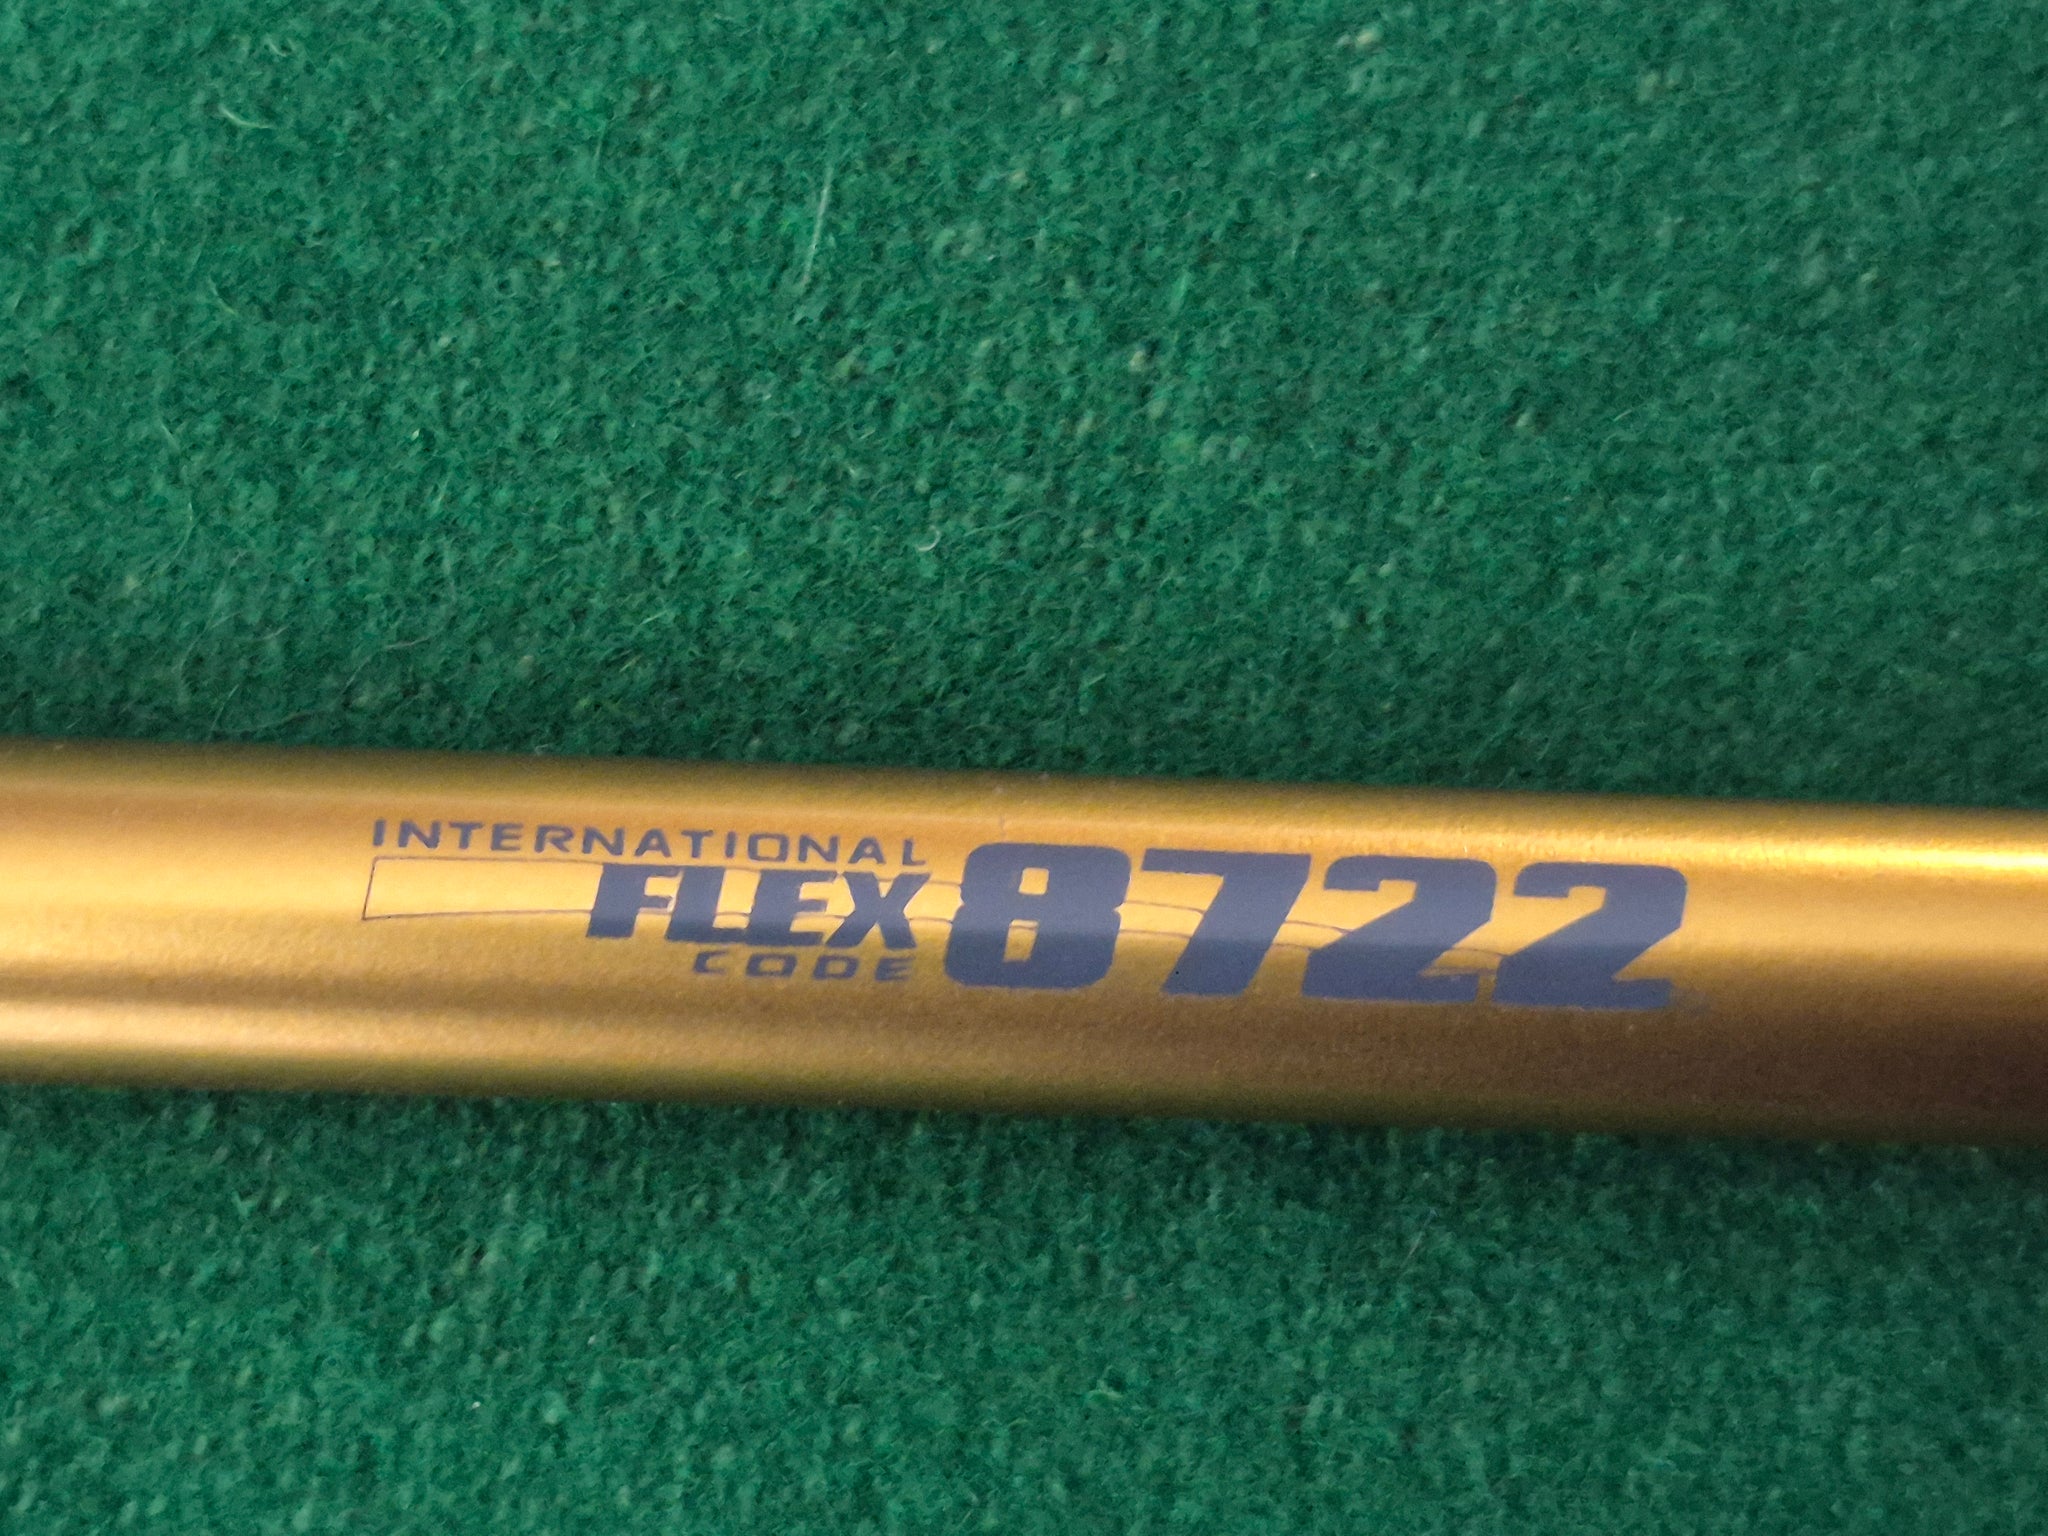 INTERNATIONAL
FLEX 8722
CODE